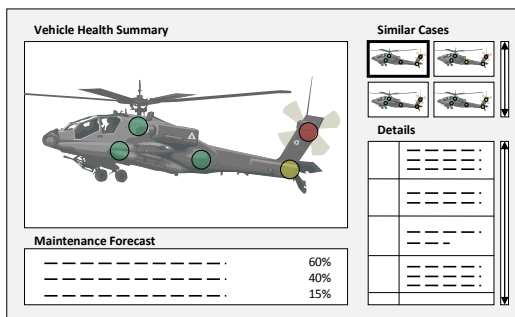 Vehicle Health Summary
Similar Cases
Details
Maintenance Forecast
60%
40%
15%